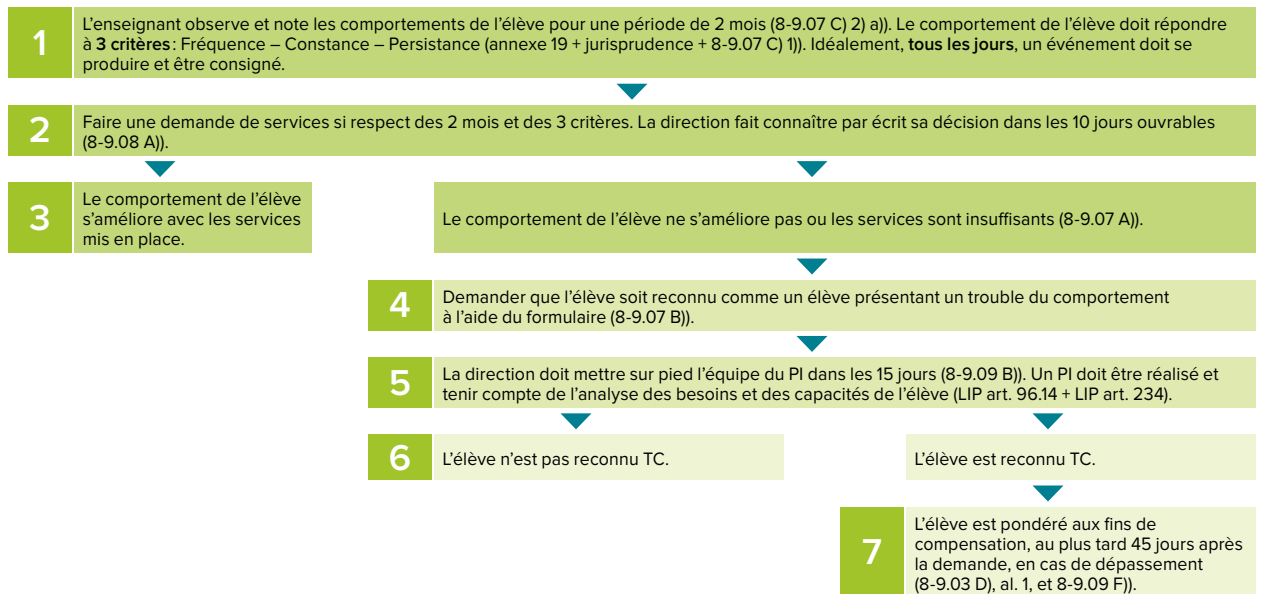 1
L’enseignant observe et note les comportements de l’élève pour une période de 2 mois (8-9.07 C) 2) a)). Le comportement de l’élève doit répondre
à 3 critères : Fréquence – Constance – Persistance (annexe 19 + jurisprudence + 8-9.07 C) 1)). Idéalement, tous les jours, un événement doit se
produire et être consigné.
2
Faire une demande de services si respect des 2 mois et des 3 critères. La direction fait connaître par écrit sa décision dans les 10 jours ouvrables
(8-9.08 A)).
3
Le comportement de l’élève
s’améliore avec les services
mis en place.
Le comportement de l’élève ne s’améliore pas ou les services sont insuffisants (8-9.07 A)).
4
Demander que l’élève soit reconnu comme un élève présentant un trouble du comportement
à l’aide du formulaire (8-9.07 B)).
5
La direction doit mettre sur pied l’équipe du PI dans les 15 jours (8-9.09 B)). Un PI doit être réalisé et
tenir compte de l’analyse des besoins et des capacités de l’élève (LIP art. 96.14 + LIP art. 234).
6
L’élève n’est pas reconnu TC.
L’élève est reconnu TC.
7
L’élève est pondéré aux fins de
compensation, au plus tard 45 jours après
la demande, en cas de dépassement
(8-9.03 D), al. 1, et 8-9.09 F)).